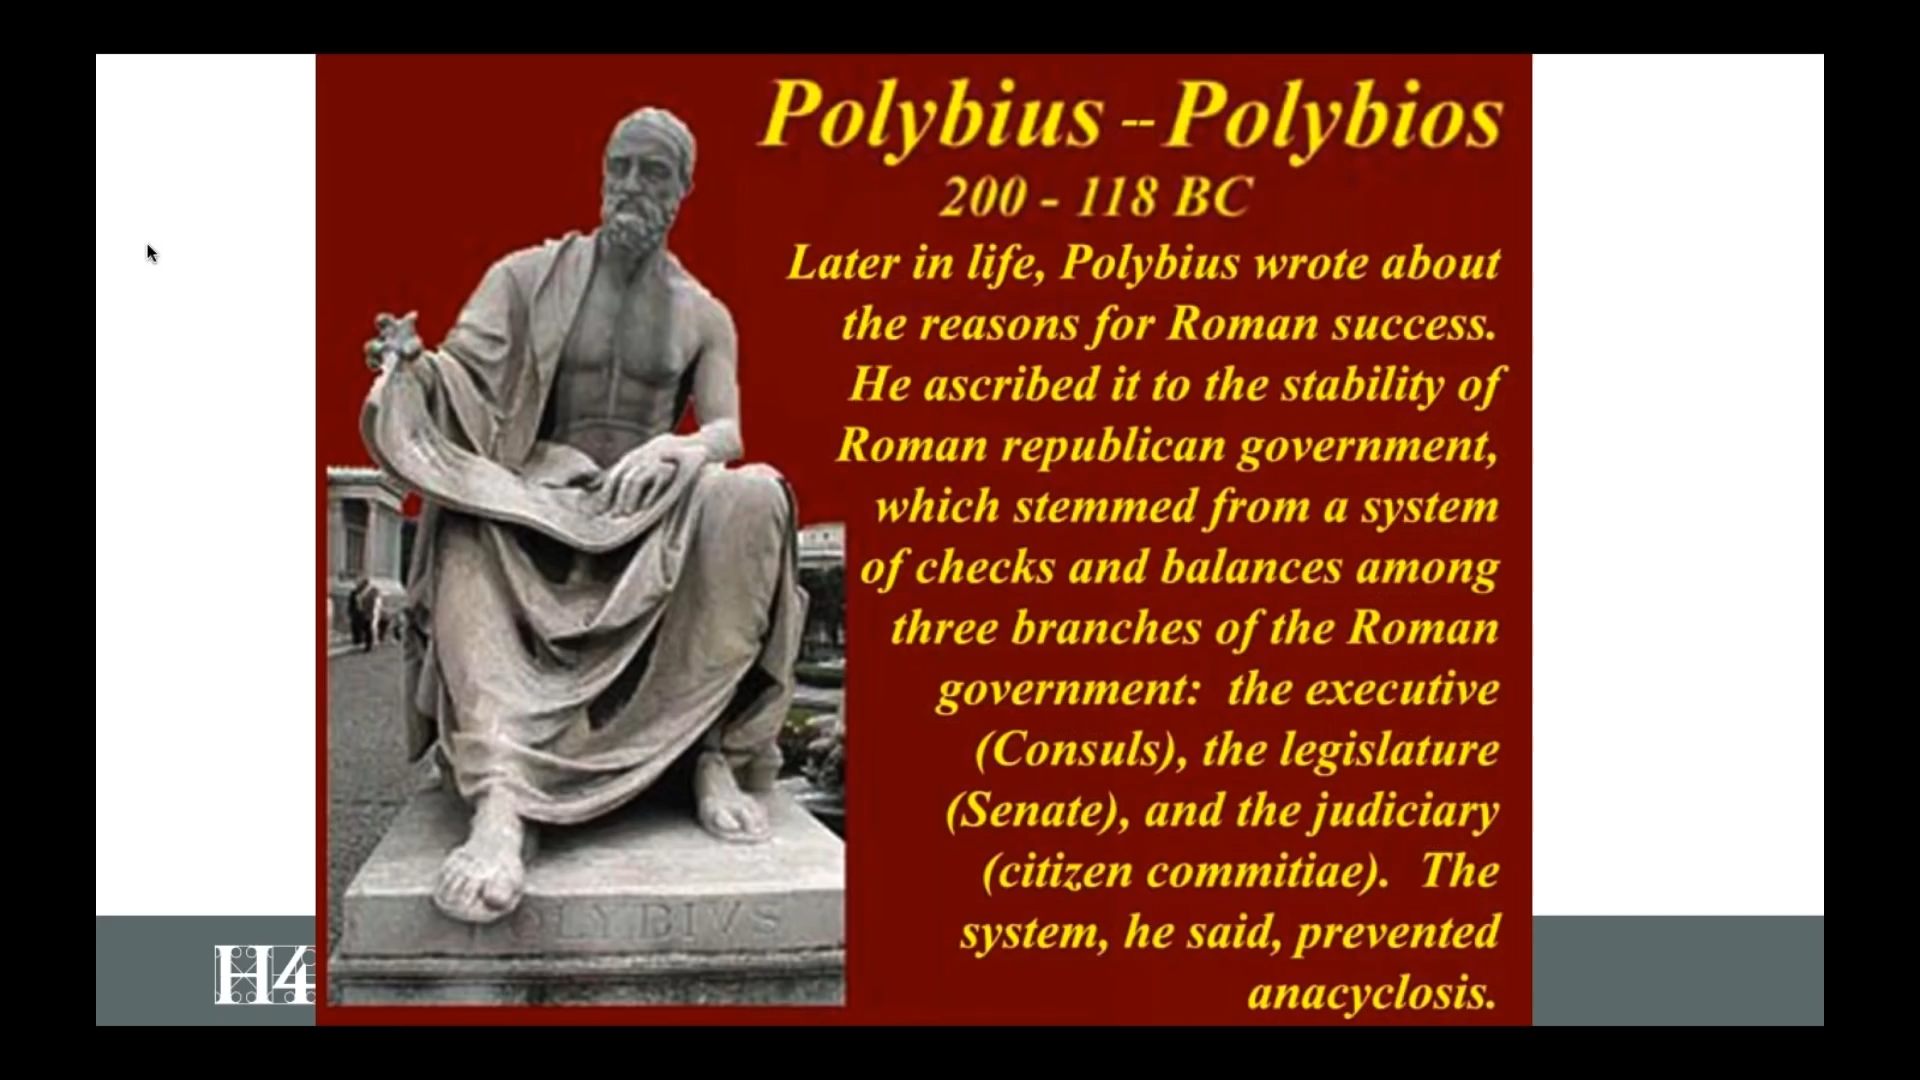 Polybius -- Polybios
200 - 118 BC
Later in life, Polybius wrote about
the reasons for Roman success.
He ascribed it to the stability of
Roman republican government,
which stemmed from a system
of checks and balances among
three branches of the Roman
government:  the executive
(Consuls), the legislature
(Senate), and the judiciary
(citizen commitiae).  The
system, he said, prevented
anacyclosis.
POLYBIVS
H4